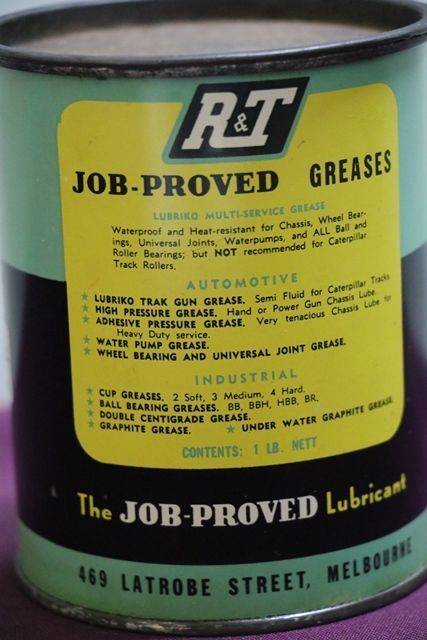 R&T
JOB-PROVED GREASES
LUBRIKO MULTI-SERVICE GREASE
Waterproof and Heat-resistant for Chassis, Wheel Bear-
ings, Universal Joints, Waterpumps, and ALL Ball and
Roller Bearings; but NOT recommended for Caterpillar
Track Rollers.
AUTOMOTIVE
★ LUBRIKO TRAK GUN GREASE. Semi Fluid for Caterpillar Tracks.
★ HIGH PRESSURE GREASE. Hand or Power Gun Chassis Lube.
★ ADHESIVE PRESSURE GREASE. Very tenacious Chassis Lube for
Heavy Duty service.
★ WATER PUMP GREASE.
★ WHEEL BEARING AND UNIVERSAL JOINT GREASE.
INDUSTRIAL
★ CUP GREASES. 2 Soft, 3 Medium, 4 Hard.
★ BALL BEARING GREASES. BB, BBH, HBB, BR.
★ DOUBLE CENTIGRADE GREASE.
★ GRAPHITE GREASE. ★ UNDER WATER GRAPHITE GREASE.
CONTENTS: 1 LB. NETT
The JOB-PROVED Lubricant
469 LATROBE STREET, MELBOURNE